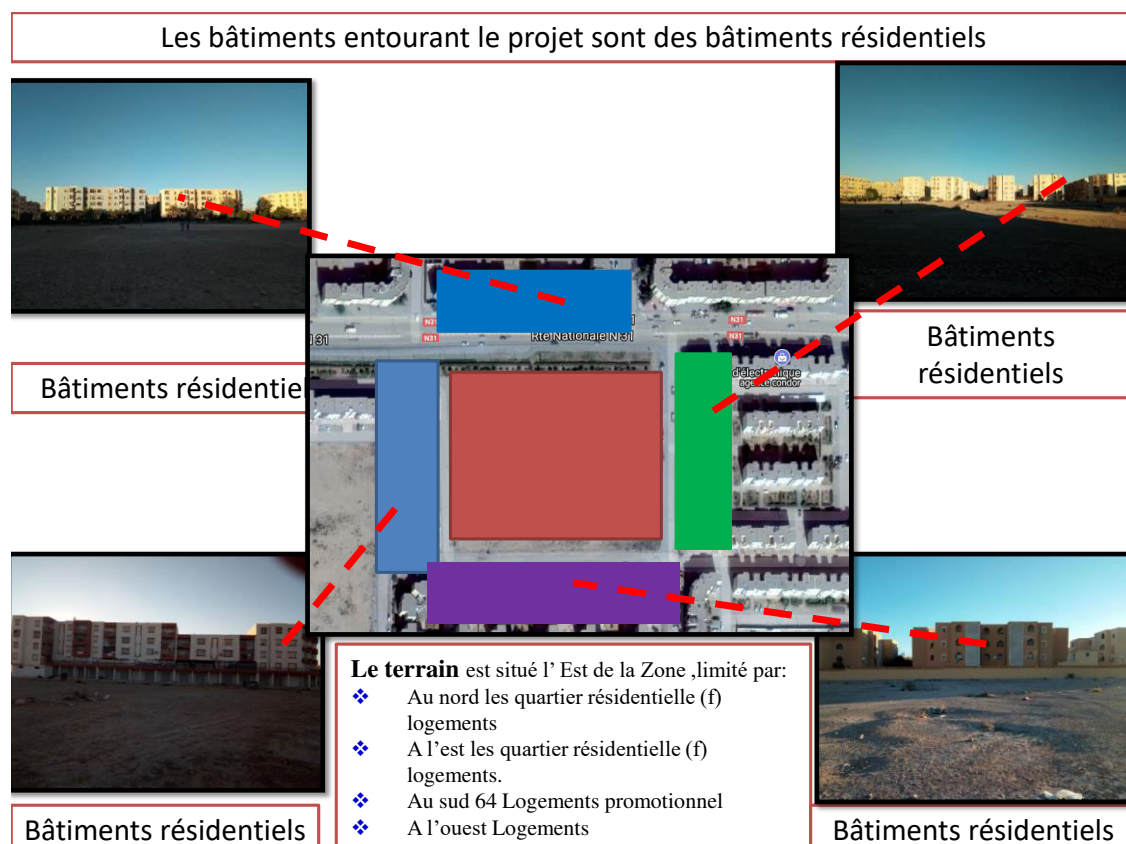 Les bâtiments entourant le projet sont des bâtiments résidentiels
Bâtiments résidentie
Bâtiments
résidentiels
N31
N 31
N31
Rte Nationale N 31
N31
N31
d'électronique
agence condor
Le terrain est situé l’ Est de la Zone ,limité par:
❖ Au nord les quartier résidentielle (f)
logements
❖ A l’est les quartier résidentielle (f)
logements.
❖ Au sud 64 Logements promotionnel
❖ A l’ouest Logements
Bâtiments résidentiels
Bâtiments résidentiels